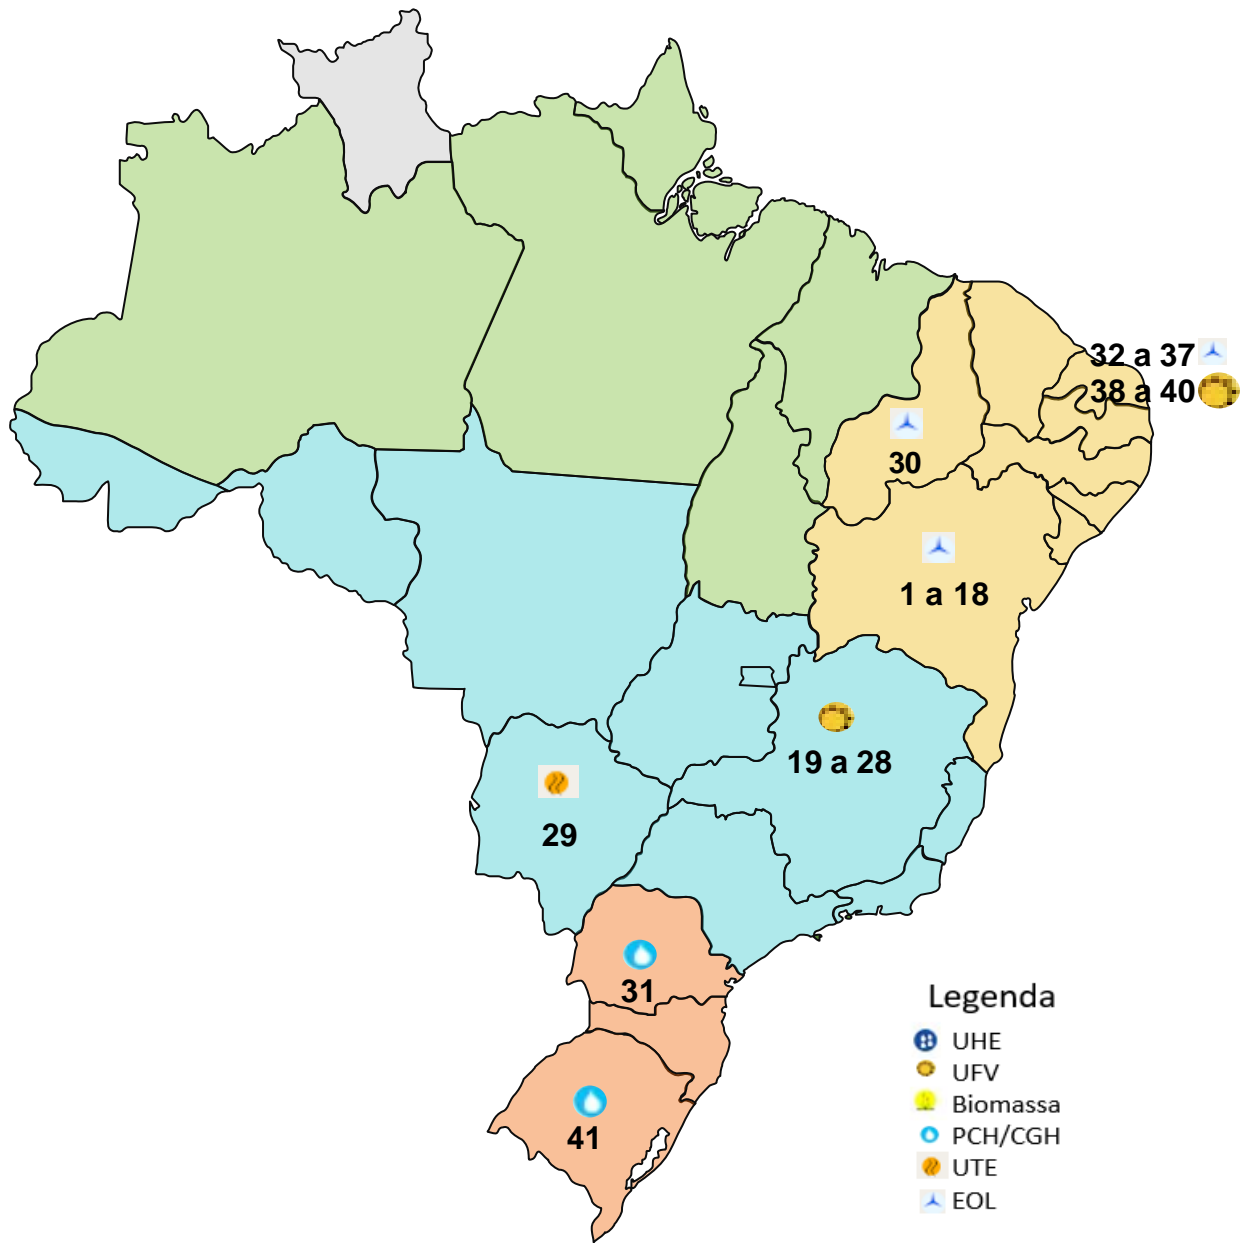 32 a 37
38 a 40
30
1 a 18
19 a 28
29
31
41
Legenda
UHE
UFV
Biomassa
PCH/CGH
UTE
EOL